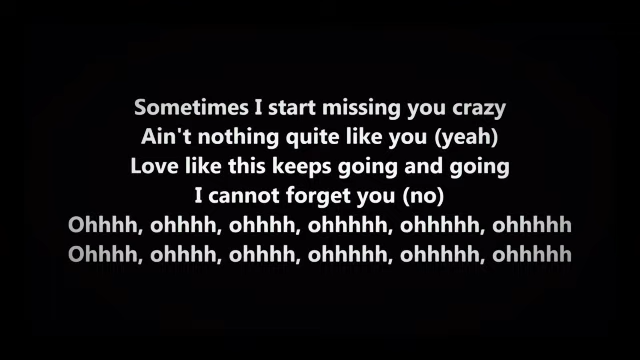 Sometimes I start missing you crazy
Ain't nothing quite like you (yeah)
Love like this keeps going and going
I cannot forget you (no)
Ohhhh, ohhhh, ohhhh, ohhhhh, ohhhhh, ohhhhh
Ohhhh, ohhhh, ohhhh, ohhhhh, ohhhhh, ohhhhh